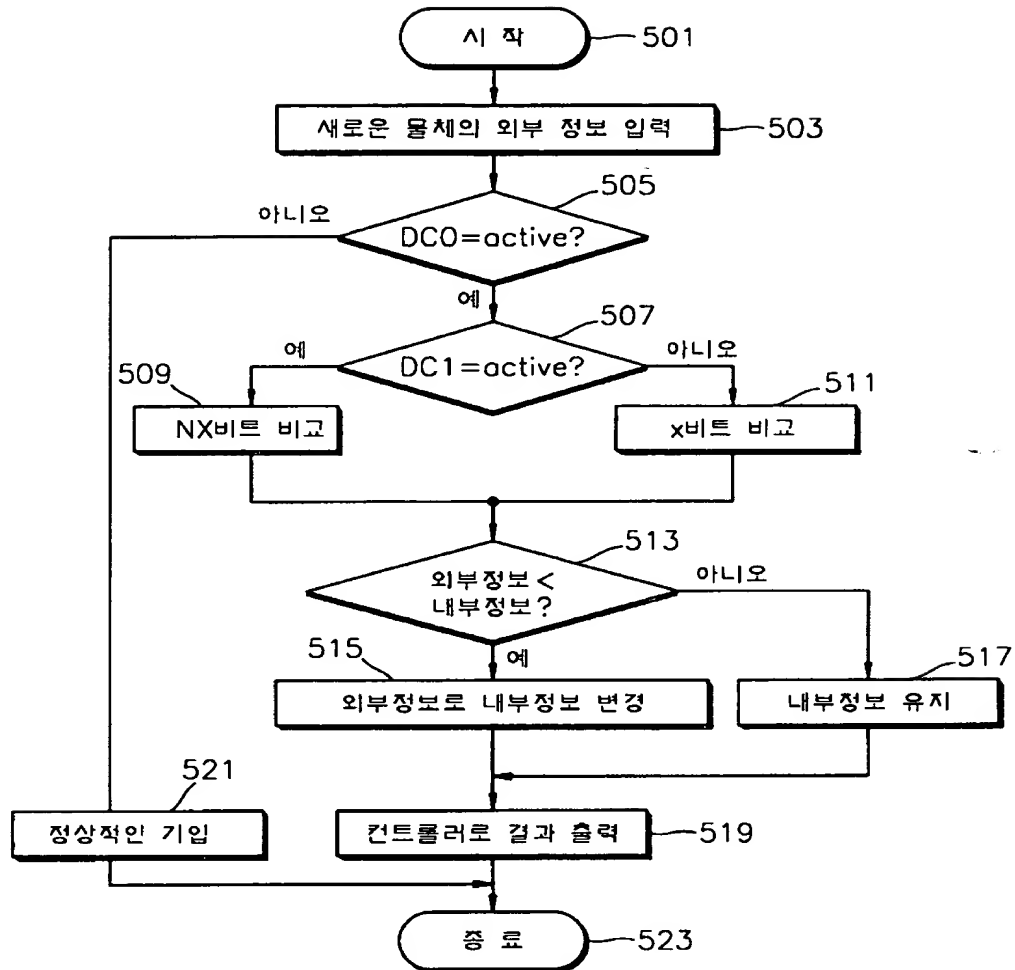 시 작
501
새로운 물체의 외부 정보 입력
503
505
아니오
DC0=active?
예
507
예
DC1=active?
아니오
509
NX비트 비교
511
x비트 비교
513
외부정보<
내부정보?
아니오
예
515
외부정보로 내부정보 변경
517
내부정보 유지
521
정상적인 기입
컨트롤러로 결과 출력
519
종 료
523